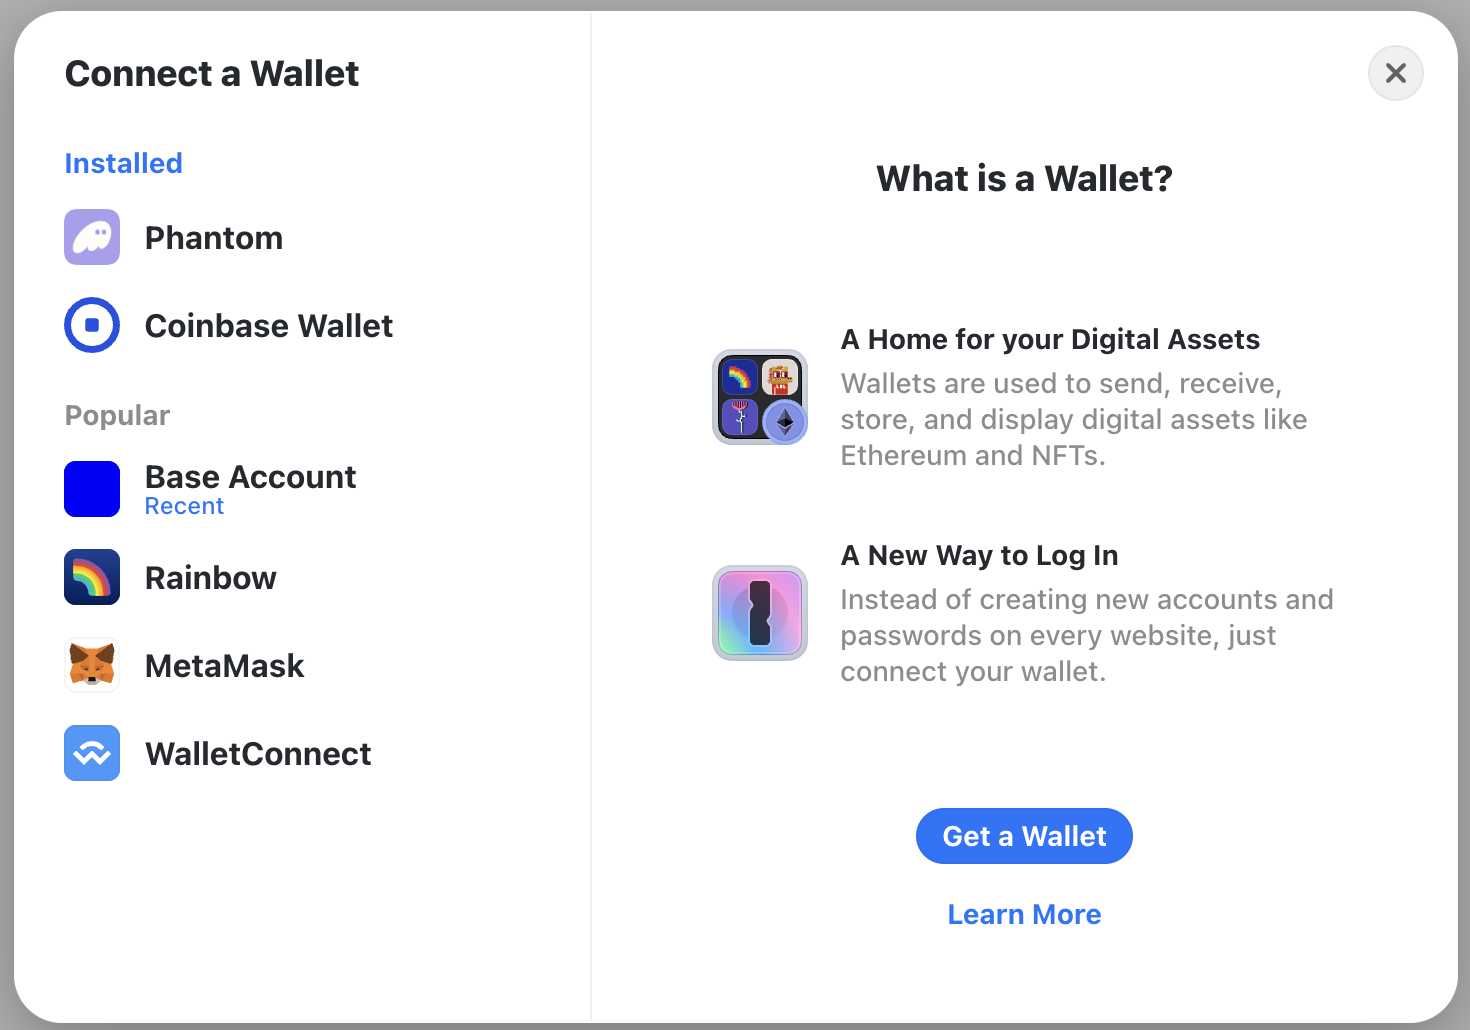 Connect a Wallet
Installed
Phantom
Coinbase Wallet
Popular
Base Account
Recent
Rainbow
MetaMask
WalletConnect
What is a Wallet?
A Home for your Digital Assets
Wallets are used to send, receive,
store, and display digital assets like
Ethereum and NFTs.
A New Way to Log In
Instead of creating new accounts and
passwords on every website, just
connect your wallet.
Get a Wallet
Learn More